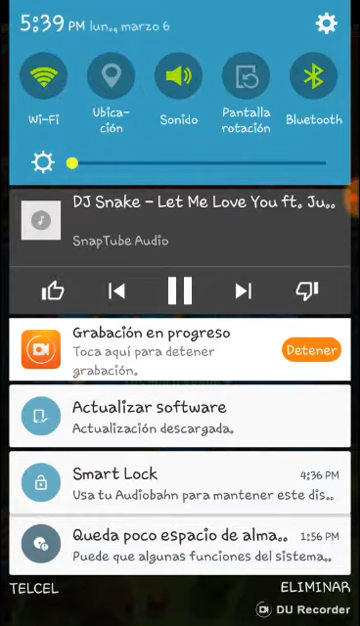 5:39 PM lun., marzo 6
Wi-Fi
Ubica-
ción
Sonido
Pantalla
rotación
Bluetooth
DJ Snake - Let Me Love You ft. Ju..
SnapTube Audio
Grabación en progreso
Toca aquí para detener
grabación.
Detener
Actualizar software
Actualización descargada.
Smart Lock 4:36 PM
Usa tu Audiobahn para mantener este dis..
Queda poco espacio de alma.. 1:56 PM
Puede que algunas funciones del sistema..
TELCEL ELIMINAR
DU Recorder